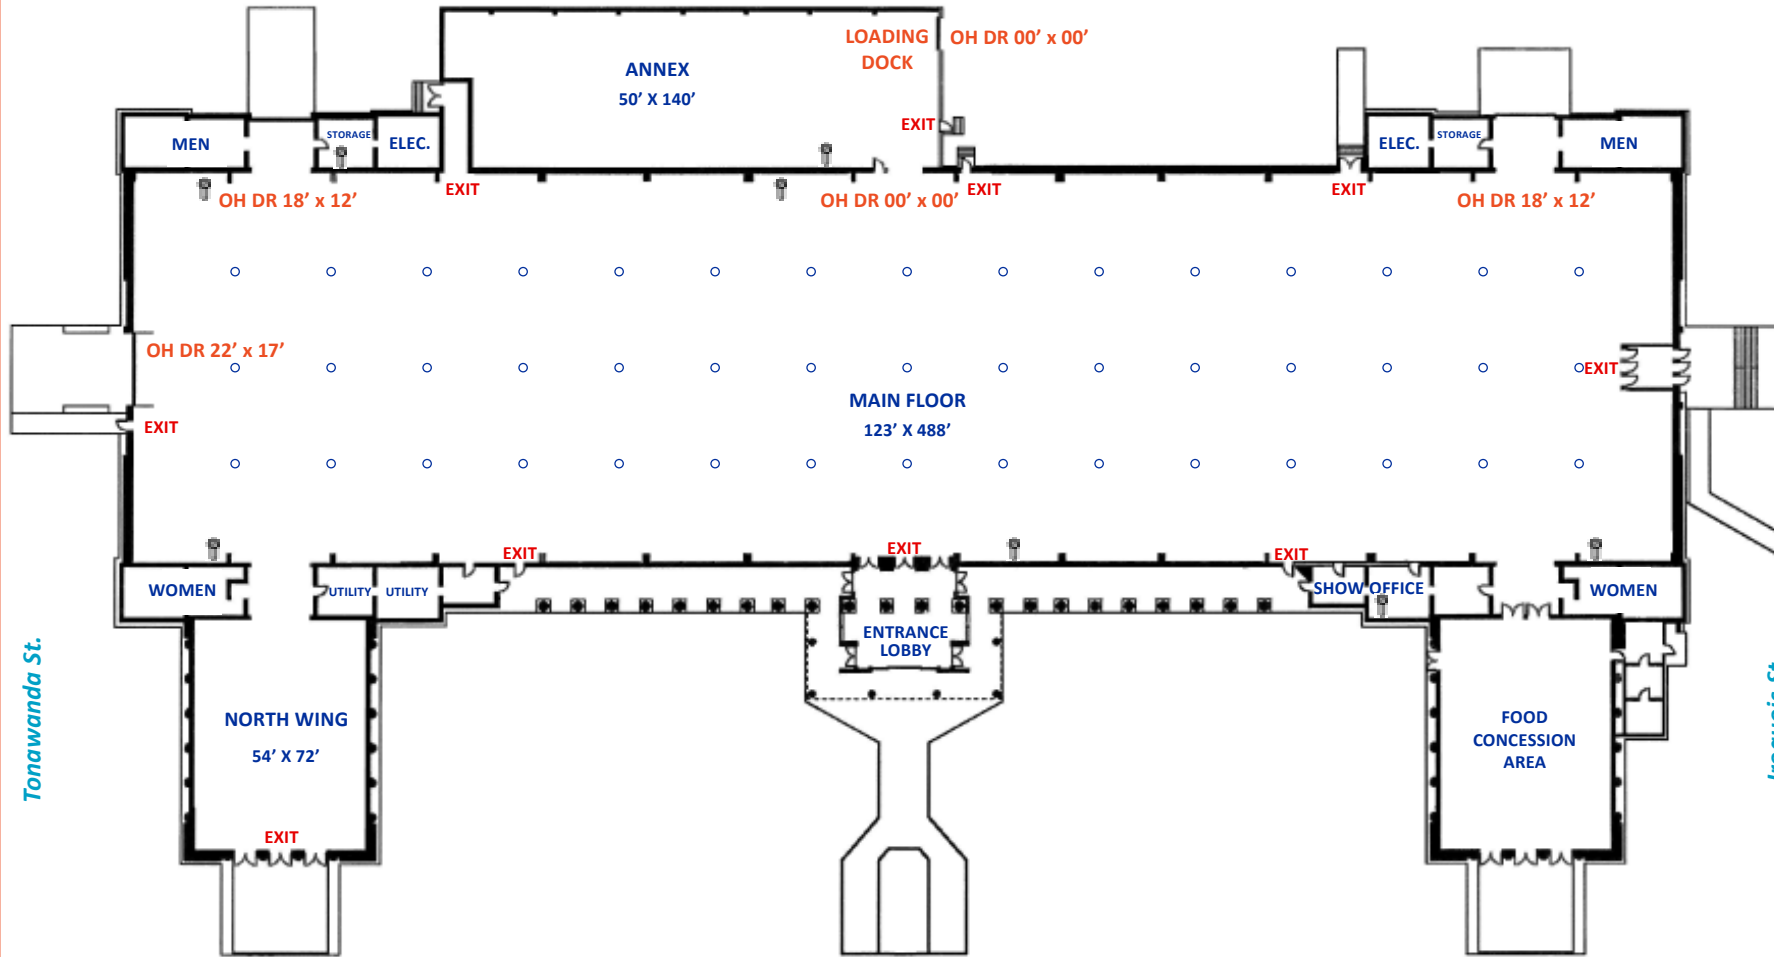 LOADING
DOCK
OH DR 00’ x 00’
ANNEX
50’ X 140’
EXIT
MEN
STORAGE
ELEC.
ELEC.
STORAGE
MEN
EXIT
EXIT
EXIT
OH DR 18’ x 12’
OH DR 00’ x 00’
OH DR 18’ x 12’
OH DR 22’ x 17’
EXIT
MAIN FLOOR
123’ X 488’
EXIT
EXIT
EXIT
EXIT
WOMEN
UTILITY
UTILITY
SHOW OFFICE
WOMEN
ENTRANCE
LOBBY
Tonawanda St.
NORTH WING
54’ X 72’
FOOD
CONCESSION
AREA
EXIT